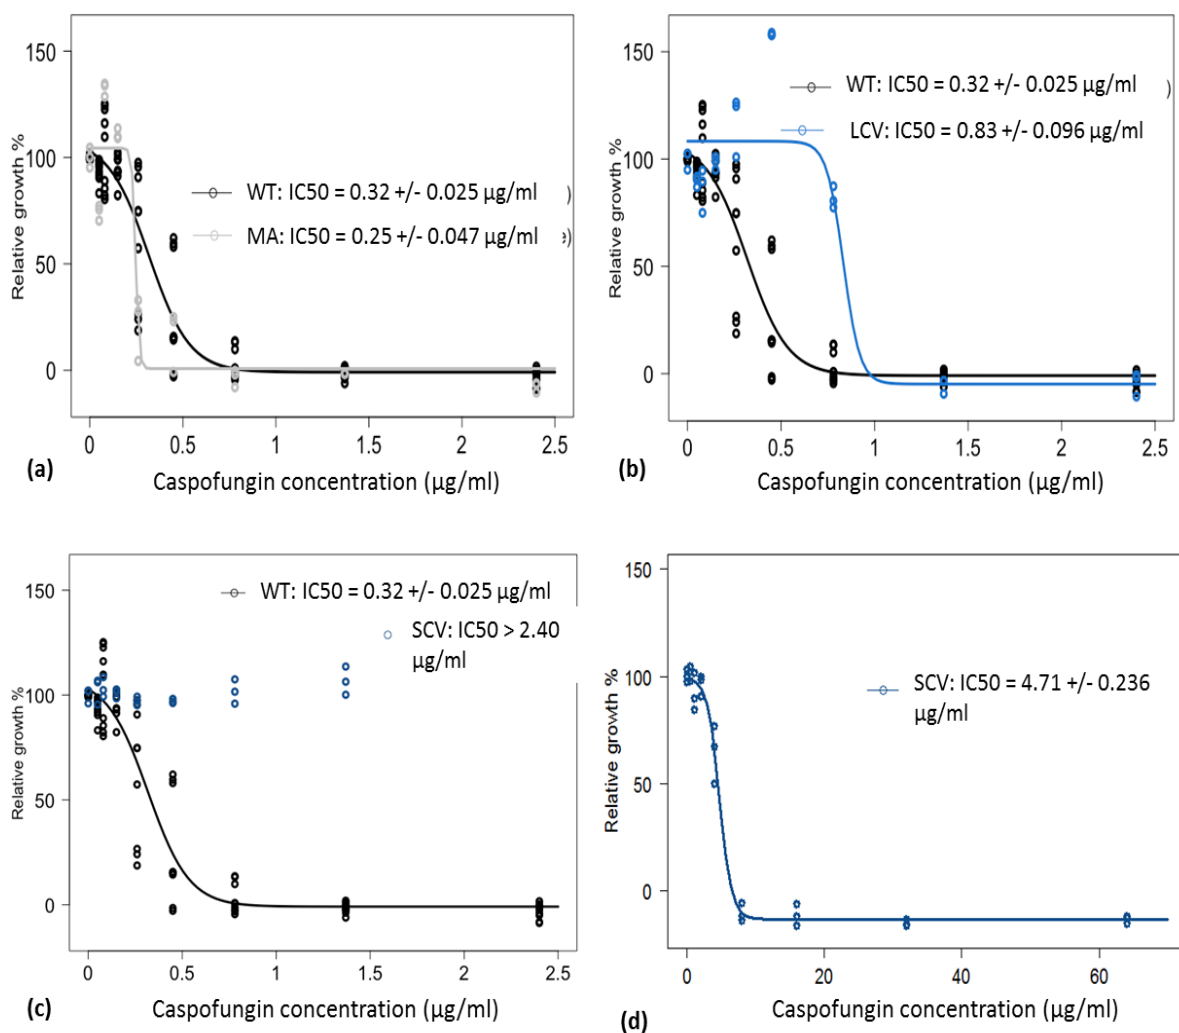 150
100
50
0
Relative growth %
WT: IC50 = 0.32 +/- 0.025 µg/ml )
MA: IC50 = 0.25 +/- 0.047 µg/ml e)
0 0.5 1 1.5 2 2.5
(a)
Caspofungin concentration (µg/ml)
150
100
50
0
Relative growth %
WT: IC50 = 0.32 +/- 0.025 µg/ml )
LCV: IC50 = 0.83 +/- 0.096 µg/ml
0 0.5 1 1.5 2 2.5
(b)
Caspofungin concentration (µg/ml)
150
100
50
0
Relative growth %
WT: IC50 = 0.32 +/- 0.025 µg/ml
SCV: IC50 > 2.40
µg/ml
0 0.5 1 1.5 2 2.5
(c)
Caspofungin concentration (µg/ml)
150
100
50
0
Relative growth %
SCV: IC50 = 4.71 +/- 0.236
µg/ml
0 20 40 60
(d)
Caspofungin concentration (µg/ml)